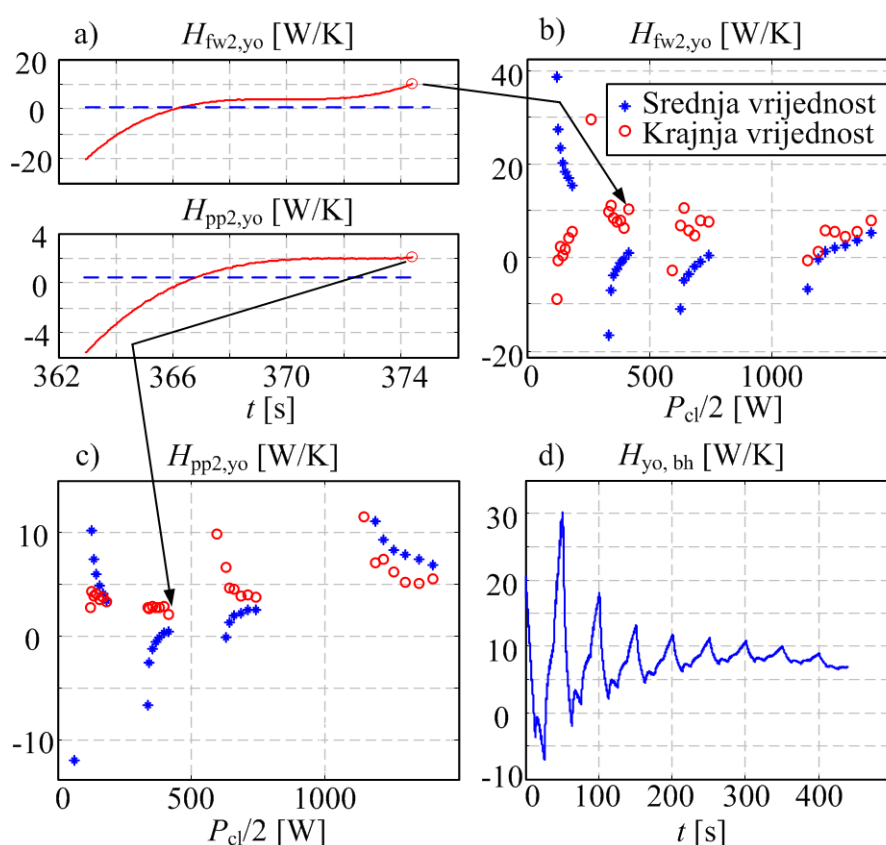 a) H_fw2,yo [W/K]
20
10
0
-20
H_pp2,yo [W/K]
4
2
0
-4
362 366 370 374
t [s]
b) H_fw2,yo [W/K]
40
Srednja vrijednost
Krajnja vrijednost
20
0
-20
0 500 1000
P_cl/2 [W]
c) H_pp2,yo [W/K]
10
0
-10
0 500 1000
P_cl/2 [W]
d) H_yo, bh [W/K]
30
20
10
0
-10
0 100 200 300 400
t [s]